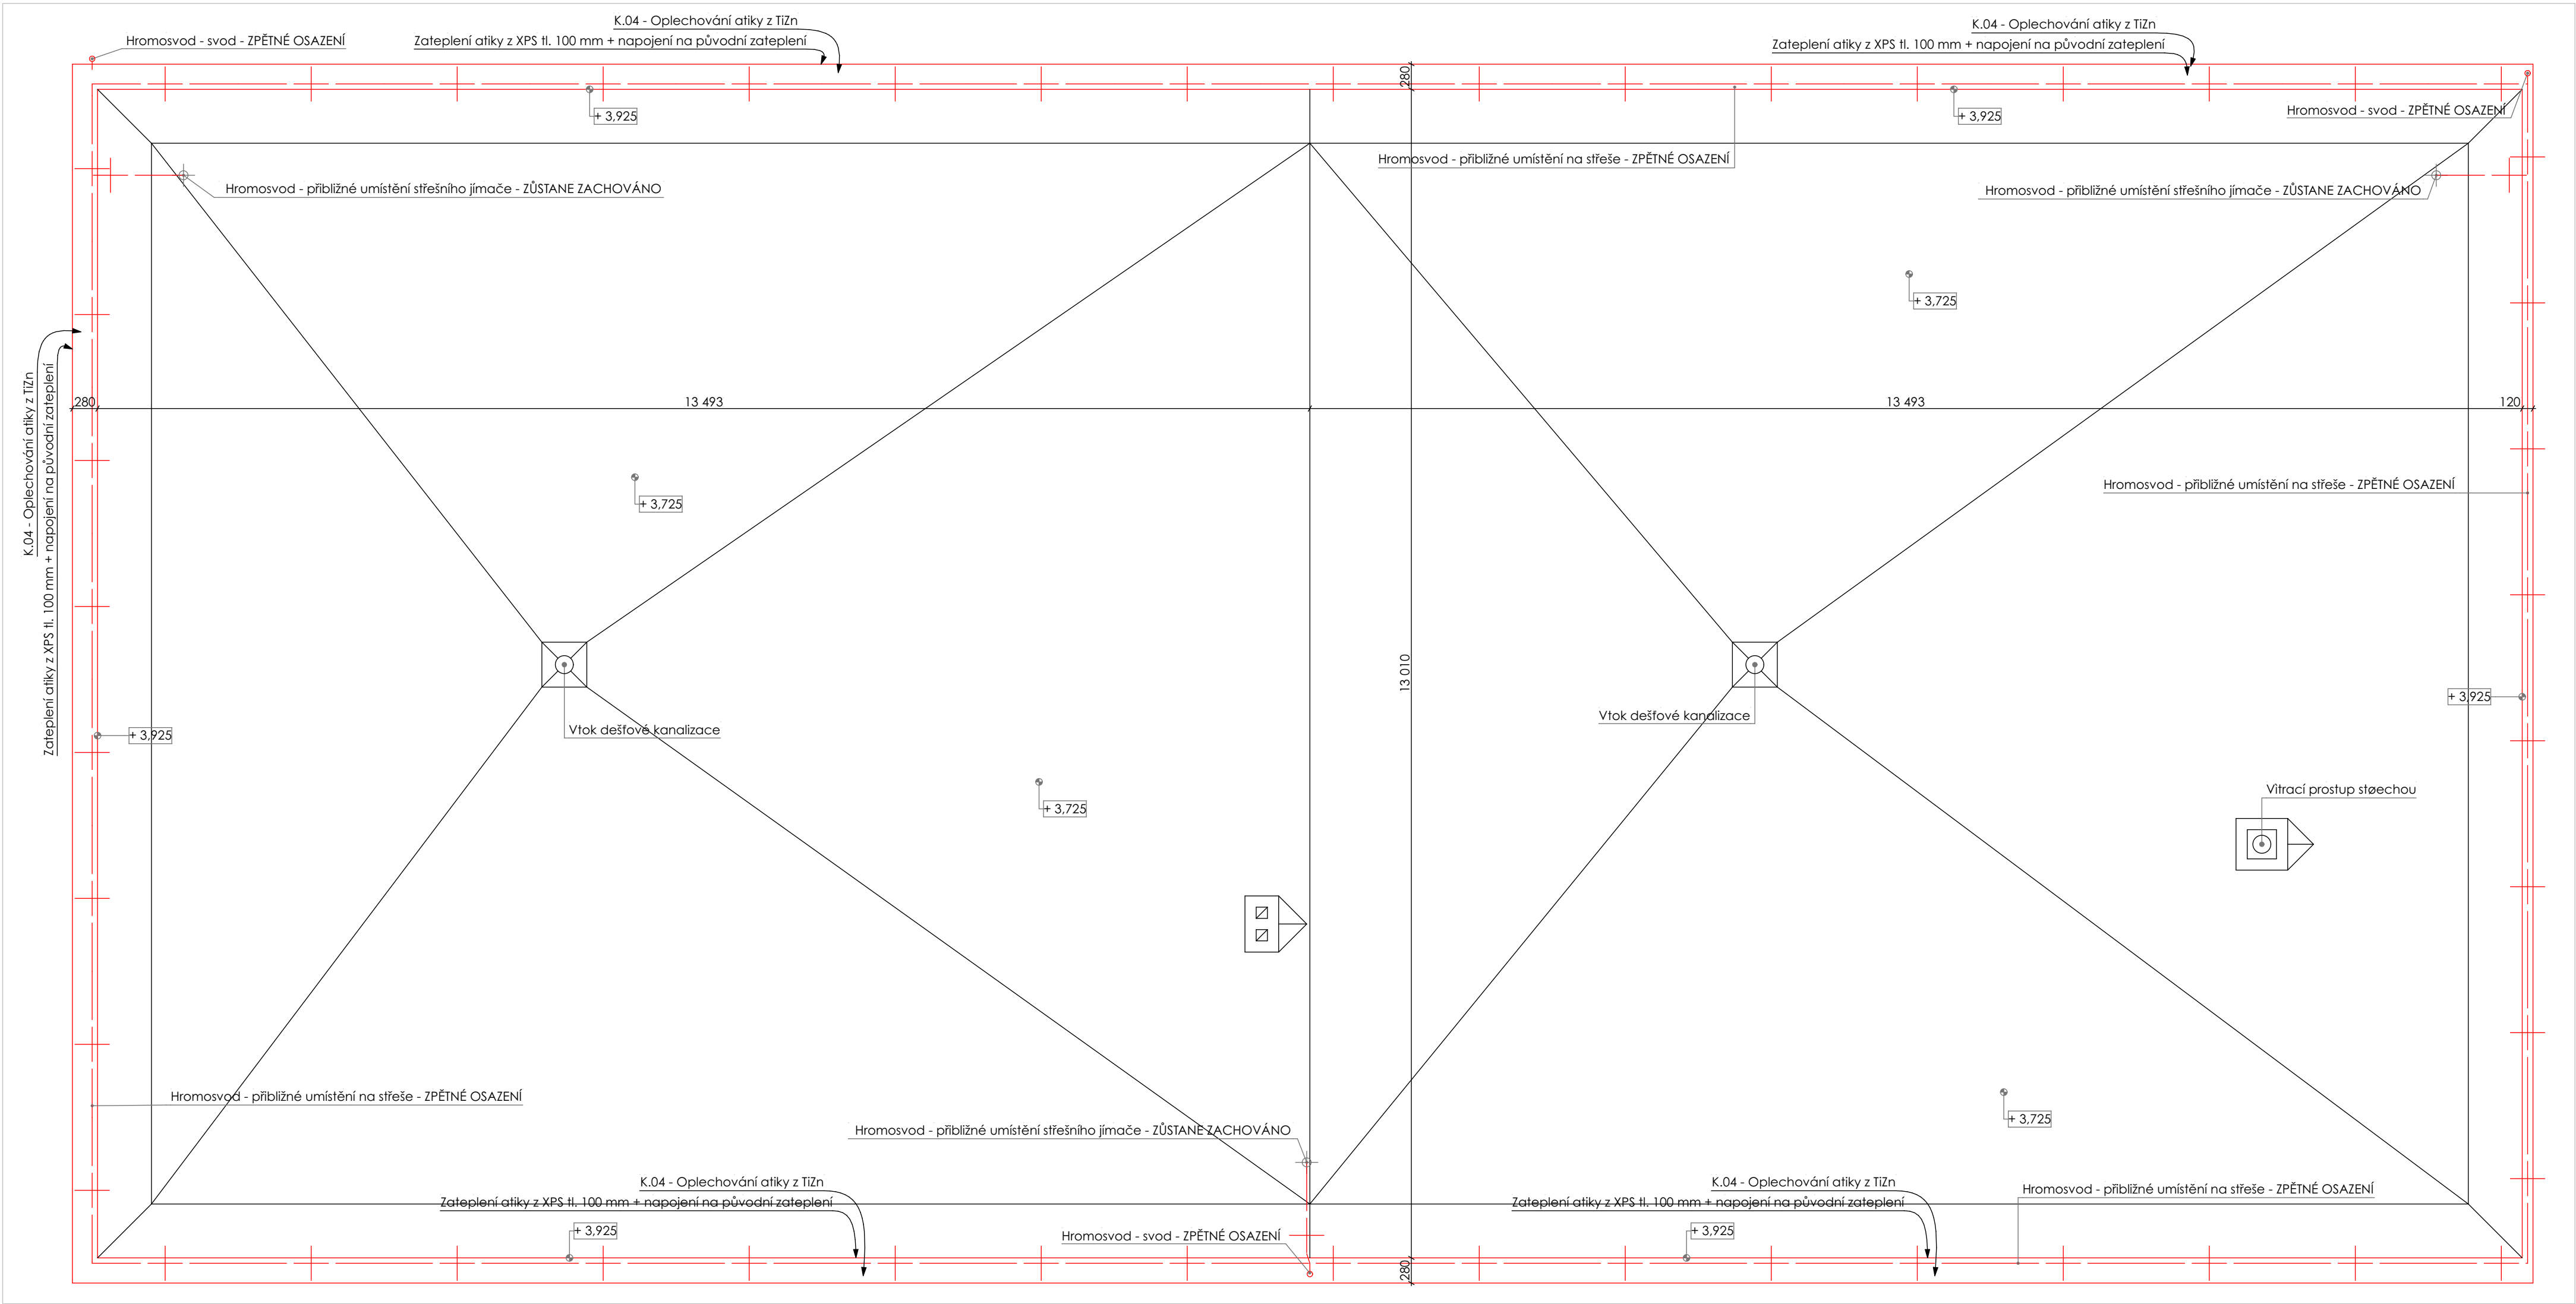 K.04 - Oplechování atiky z TiZn
Zateplení atiky z XPS tl. 100 mm + napojení na původní zateplení
Hromosvod - svod - ZPĚTNÉ OSAZENÍ
K.04 - Oplechování atiky z TiZn
Zateplení atiky z XPS tl. 100 mm + napojení na původní zateplení
280
+ 3,925
+ 3,925
Hromosvod - svod - ZPĚTNÉ OSAZENÍ
Hromosvod - přibližné umístění na střeše - ZPĚTNÉ OSAZENÍ
Hromosvod - přibližné umístění střešního jímače - ZŮSTANE ZACHOVÁNO
Hromosvod - přibližné umístění střešního jímače - ZŮSTANE ZACHOVÁNO
+ 3,725
280
13 493
13 493
120
K.04 - Oplechování atiky z TiZn
Zateplení atiky z XPS tl. 100 mm + napojení na původní zateplení
Hromosvod - přibližné umístění na střeše - ZPĚTNÉ OSAZENÍ
+ 3,725
13 010
+ 3,925
Vtok dešťové kanalizace
Vtok dešťové kanalizace
+ 3,925
Vìtrací prostup støechou
+ 3,725
Hromosvod - přibližné umístění na střeše - ZPĚTNÉ OSAZENÍ
+ 3,725
Hromosvod - přibližné umístění střešního jímače - ZŮSTANE ZACHOVÁNO
K.04 - Oplechování atiky z TiZn
Zateplení atiky z XPS tl. 100 mm + napojení na původní zateplení
K.04 - Oplechování atiky z TiZn
Zateplení atiky z XPS tl. 100 mm + napojení na původní zateplení
Hromosvod - přibližné umístění na střeše - ZPĚTNÉ OSAZENÍ
+ 3,925
Hromosvod - svod - ZPĚTNÉ OSAZENÍ
+ 3,925
280